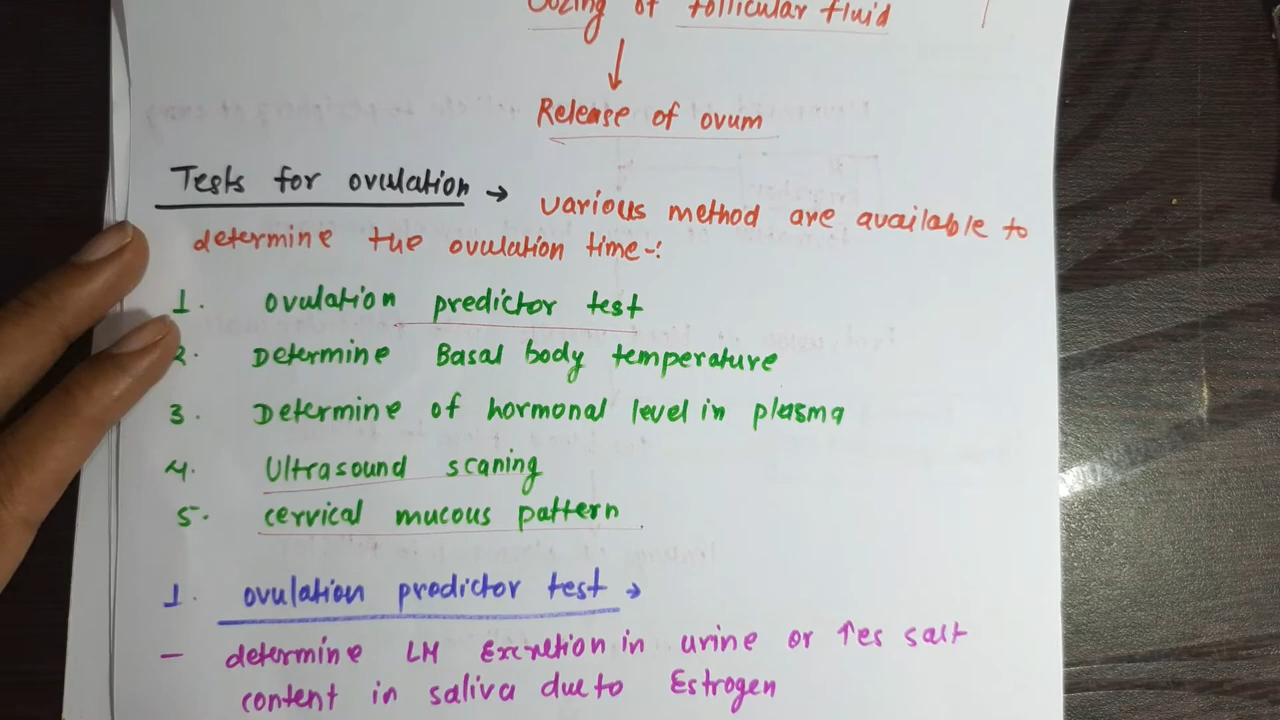 Oozing of follicular fluid
↓
Release of ovum
Tests for ovulation → various method are available to
determine the ovulation time-:
1. ovulation predictor test
2. Determine Basal body temperature
3. Determine of hormonal level in plasma
4. Ultrasound scaning
5. cervical mucous pattern
1. ovulation prodictor test →
— determine LH Excretion in urine or ↑es salt
content in saliva due to Estrogen